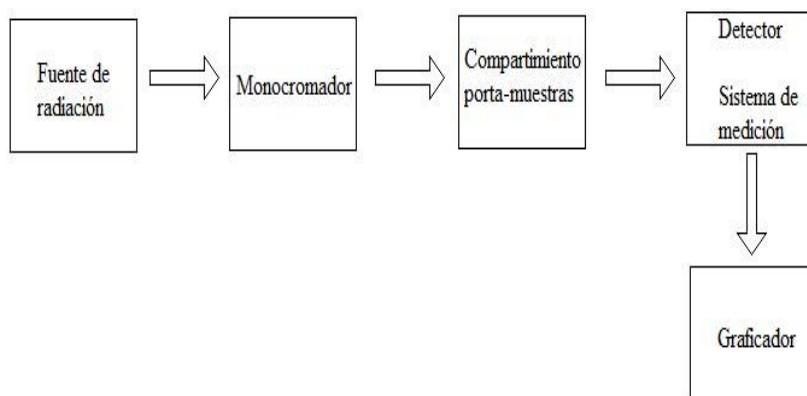 Fuente de
radiación
Monocromador
Compartimiento
porta-muestras
Detector
Sistema de
medición
Graficador